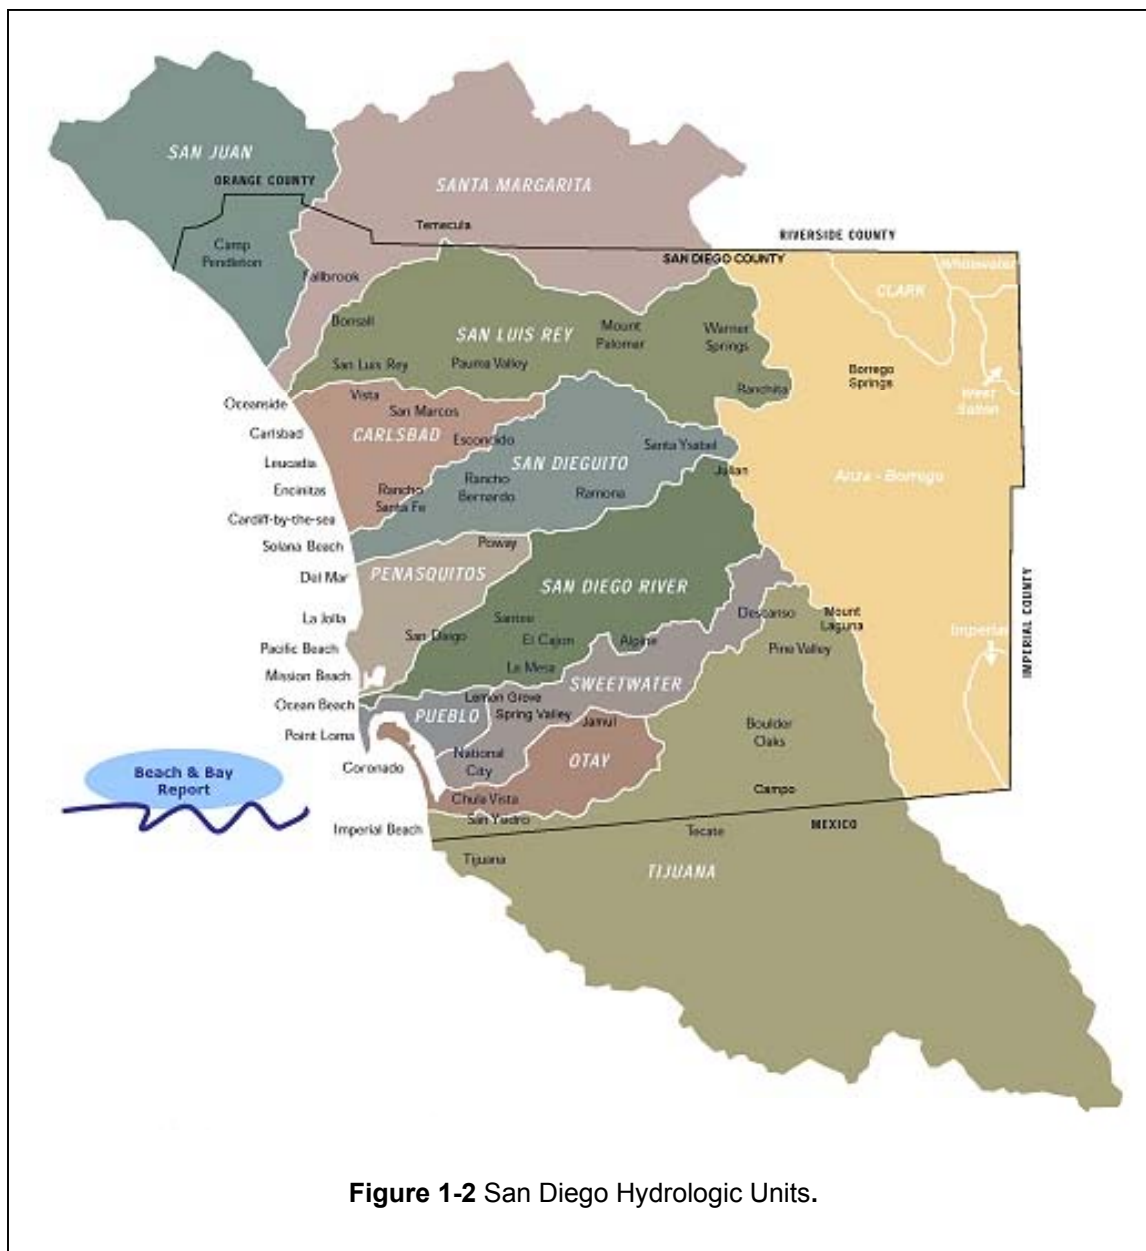 SAN JUAN
ORANGE COUNTY
SANTA MARGARITA
Temecula
RIVERSIDE COUNTY
Camp
Pendleton
SAN DIEGO COUNTY
Whitewater
Fallbrook
CLARK
Bonsall
SAN LUIS REY
Mount
Palomar
Warner
Springs
San Luis Rey
Pauma Valley
Borrego
Springs
Ranchita
West
Salton
Oceanside
Vista
San Marcos
Carlsbad
CARLSBAD
Escondido
Santa Ysabel
Leucadia
SAN DIEGUITO
Julian
Anza - Borrego
Encinitas
Rancho
Santa Fe
Rancho
Bernardo
Ramona
Cardiff-by-the-sea
Solana Beach
Poway
Del Mar
PENASQUITOS
SAN DIEGO RIVER
La Jolla
Santee
Descanso
Mount
Laguna
IMPERIAL COUNTY
San Deigo
El Cajon
Alpine
Imperial
Pacific Beach
Pine Valley
Mission Beach
La Mesa
SWEETWATER
Ocean Beach
Lemon Grove
PUEBLO
Spring Valley
Jamul
Boulder
Oaks
Point Loma
National
City
OTAY
Coronado
Beach & Bay
Report
Chula Vista
Campo
San Ysidro
Imperial Beach
Tecate
MEXICO
Tijuana
TIJUANA
Figure 1-2 San Diego Hydrologic Units.